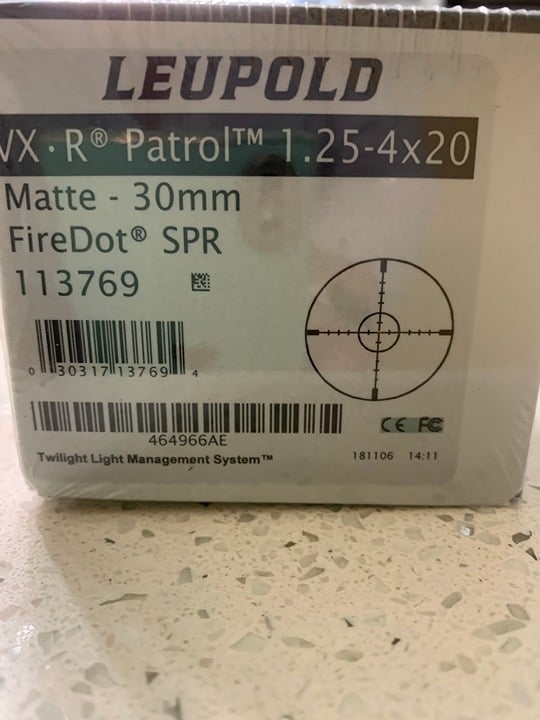 LEUPOLD
VX·R® Patrol™ 1.25-4x20
Matte - 30mm
FireDot® SPR
113769
0 30317 13769 4
464966AE
CE FC
Twilight Light Management System™
181106 14:11